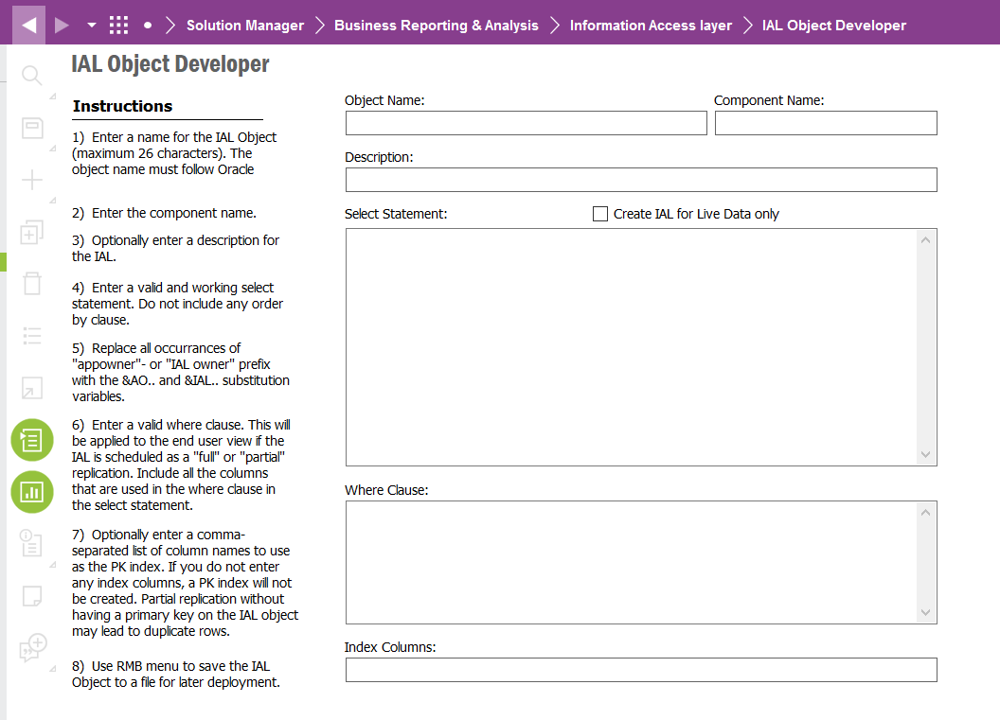 Solution Manager Business Reporting & Analysis Information Access layer IAL Object Developer
IAL Object Developer
Instructions
1) Enter a name for the IAL Object
(maximum 26 characters). The
object name must follow Oracle
2) Enter the component name.
3) Optionally enter a description for
the IAL.
4) Enter a valid and working select
statement. Do not include any order
by clause.
5) Replace all occurrances of
"appowner"- or "IAL owner" prefix
with the &AO.. and &IAL.. substitution
variables.
6) Enter a valid where clause. This will
be applied to the end user view if the
IAL is scheduled as a "full" or "partial"
replication. Include all the columns
that are used in the where clause in
the select statement.
7) Optionally enter a comma-
separated list of column names to use
as the PK index. If you do not enter
any index columns, a PK index will not
be created. Partial replication without
having a primary key on the IAL object
may lead to duplicate rows.
8) Use RMB menu to save the IAL
Object to a file for later deployment.
Object Name: Component Name:
Description:
Select Statement: Create IAL for Live Data only
Where Clause:
Index Columns: